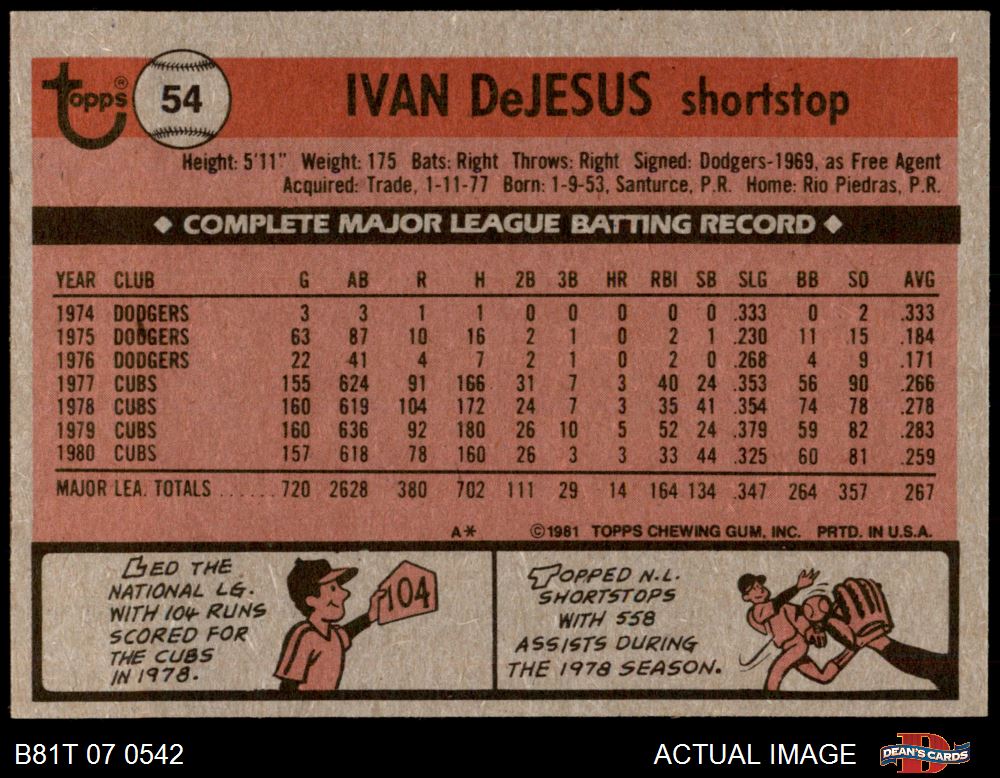 Topps® 54 IVAN DeJESUS shortstop
Height: 5'11" Weight: 175 Bats: Right Throws: Right Signed: Dodgers-1969, as Free Agent
Acquired: Trade, 1-11-77 Born: 1-9-53, Santurce, P.R. Home: Rio Piedras, P.R.
◆ COMPLETE MAJOR LEAGUE BATTING RECORD ◆
YEAR CLUB G AB R H 2B 3B HR RBI SB SLG BB SO AVG
1974 DODGERS 3 3 1 1 0 0 0 0 0 .333 0 2 .333
1975 DODGERS 63 87 10 16 2 1 0 2 1 .230 11 15 .184
1976 DODGERS 22 41 4 7 2 1 0 2 0 .268 4 9 .171
1977 CUBS 155 624 91 166 31 7 3 40 24 .353 56 90 .266
1978 CUBS 160 619 104 172 24 7 3 35 41 .354 74 78 .278
1979 CUBS 160 636 92 180 26 10 5 52 24 .379 59 82 .283
1980 CUBS 157 618 78 160 26 3 3 33 44 .325 60 81 .259
MAJOR LEA. TOTALS ...... 720 2628 380 702 111 29 14 164 134 .347 264 357 .267
A* ©1981 TOPPS CHEWING GUM, INC. PRTD. IN U.S.A.
LED THE
NATIONAL LG.
WITH 104 RUNS
SCORED FOR
THE CUBS
IN 1978.
104
TOPPED N.L.
SHORTSTOPS
WITH 558
ASSISTS DURING
THE 1978 SEASON.
B81T 07 0542 ACTUAL IMAGE DEAN'S CARDS